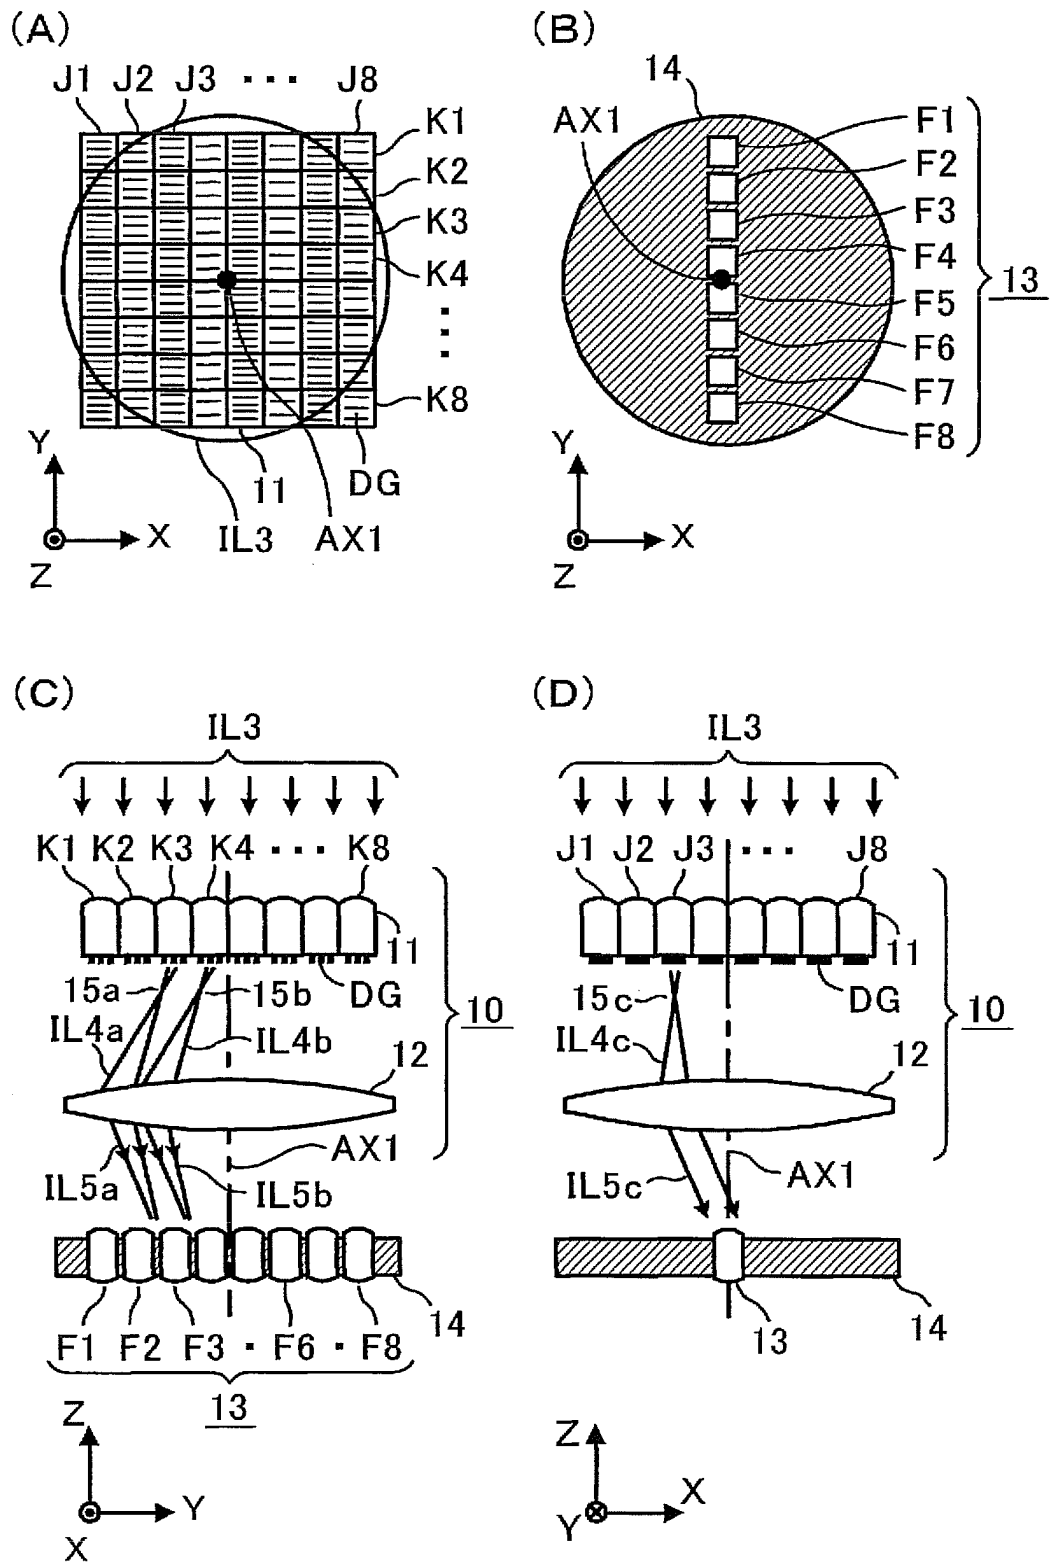 (A)
J1 J2 J3 ··· J8
K1
K2
K3
K4
K8
Y
X
Z
IL3
11
AX1
DG
(B)
14
AX1
F1
F2
F3
F4
F5
F6
F7
F8
13
Y
X
Z
(C)
IL3
K1 K2 K3 K4 ··· K8
11
15a
15b
DG
IL4a
IL4b
10
12
AX1
IL5a
IL5b
14
F1 F2 F3 · F6 · F8
13
Z
Y
X
(D)
IL3
J1 J2 J3 ··· J8
11
15c
DG
IL4c
10
12
AX1
IL5c
13
14
Z
X
Y